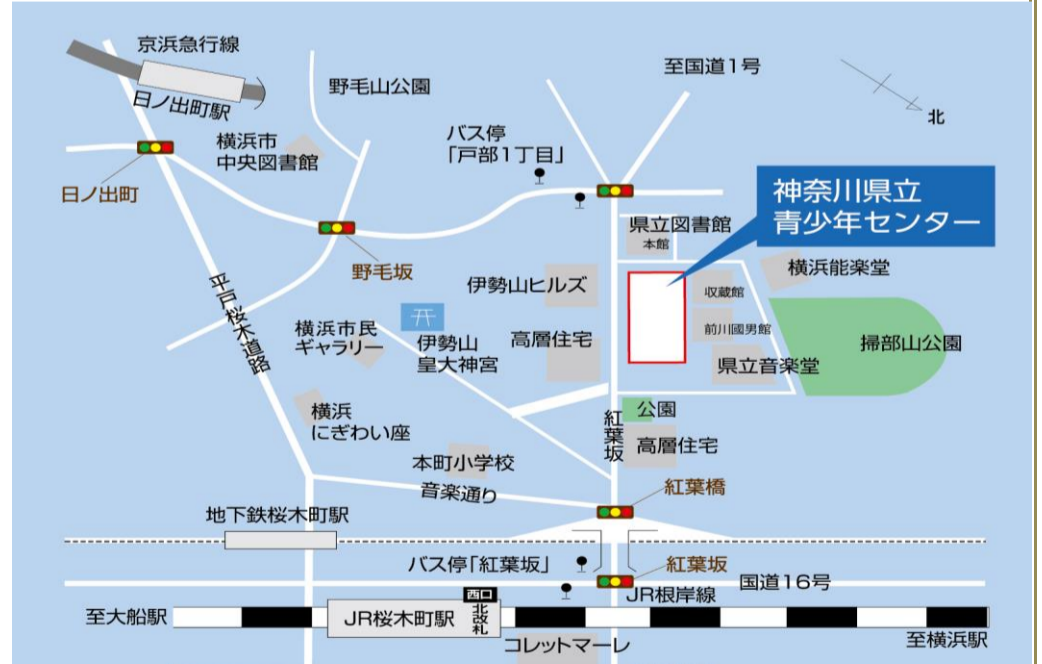 京浜急行線
日ノ出町駅
野毛山公園
至国道1号
北
横浜市
中央図書館
バス停
「戸部1丁目」
日ノ出町
野毛坂
神奈川県立
青少年センター
県立図書館
本館
横浜能楽堂
収蔵館
前川國男館
県立音楽堂
掃部山公園
伊勢山ヒルズ
高層住宅
平戸桜木道路
横浜市民
ギャラリー
伊勢山
皇大神宮
横浜
にぎわい座
公園
紅葉坂
高層住宅
本町小学校
音楽通り
紅葉橋
地下鉄桜木町駅
バス停「紅葉坂」
紅葉坂
国道16号
JR根岸線
至大船駅
JR桜木町駅
西口
北改札
コレットマーレ
至横浜駅